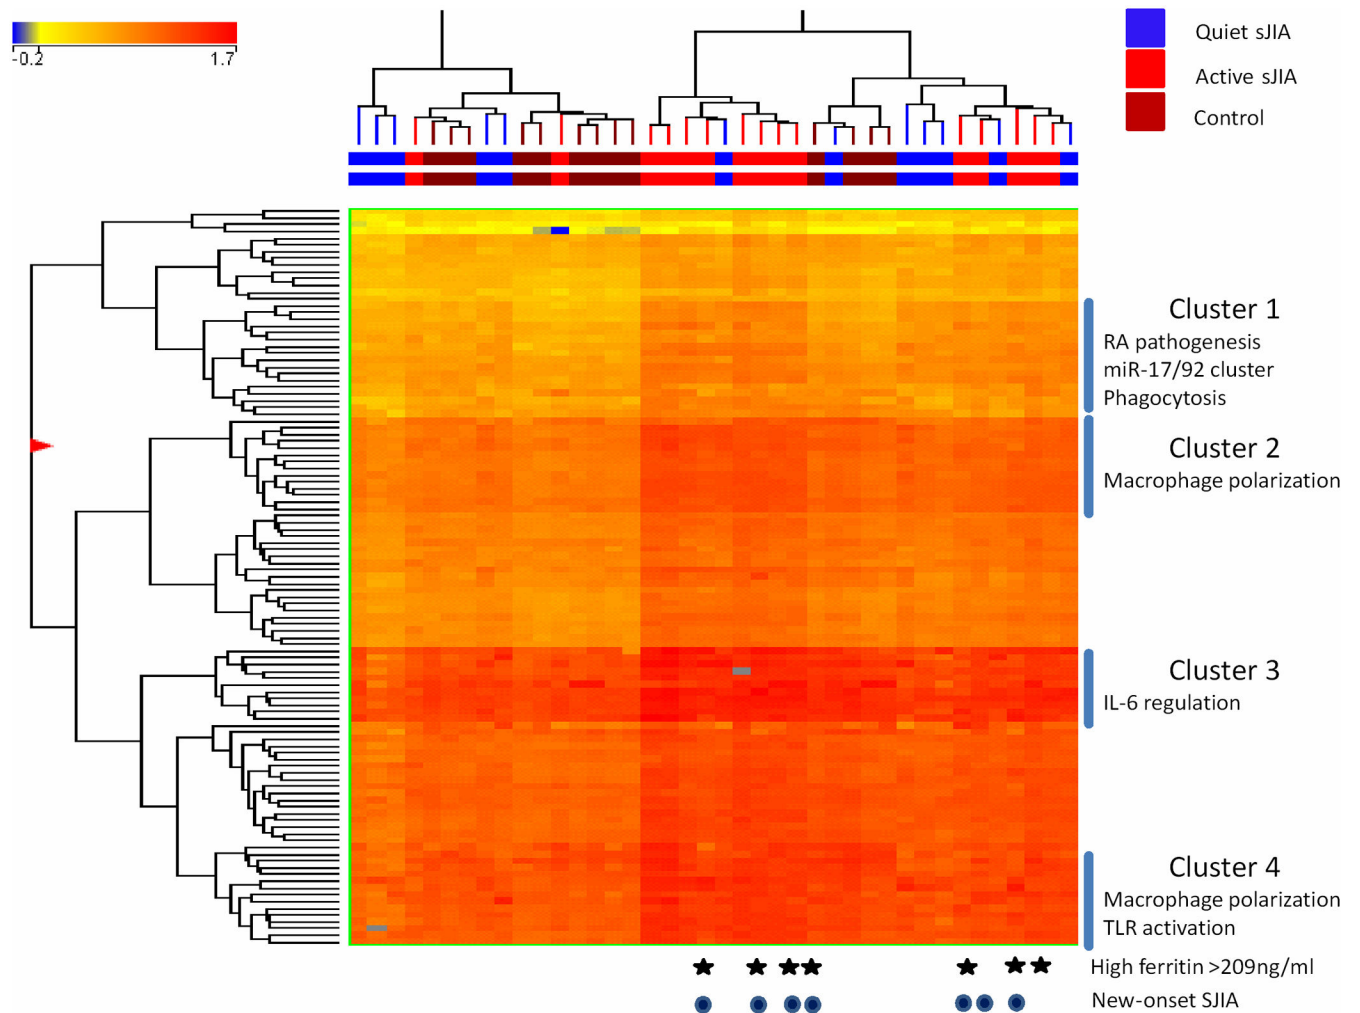 -0.2 1.7
Quiet sJIA
Active sJIA
Control
Cluster 1
RA pathogenesis
miR-17/92 cluster
Phagocytosis
Cluster 2
Macrophage polarization
Cluster 3
IL-6 regulation
Cluster 4
Macrophage polarization
TLR activation
High ferritin >209ng/ml
New-onset SJIA